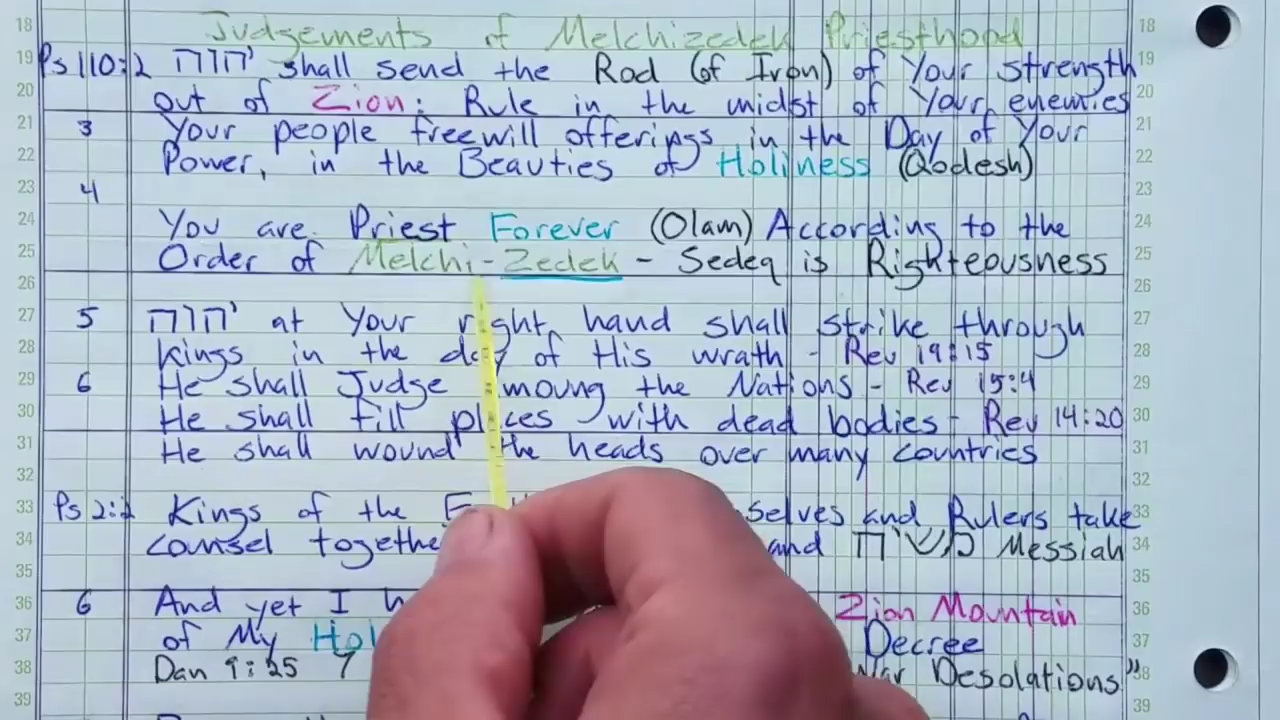 18 Judgements of Melchizedek Priesthood 18
19 Ps 110:2 יהוה shall send the Rod (of Iron) of Your strength 19
20 out of Zion: Rule in the midst of Your enemies 20
21 3 Your people freewill offerings in the Day of Your 21
22 Power, in the Beauties of Holiness (Qodesh) 22
23 4 23
24 You are Priest Forever (Olam) According to the 24
25 Order of Melchi-Zedek - Sedeq is Righteousness 25
26 26
27 5 יהוה at Your right hand shall strike through 27
28 Kings in the day of His wrath - Rev 19:15 28
29 6 He shall Judge amoung the Nations - Rev 15:4 29
30 He shall fill places with dead bodies - Rev 14:20 30
31 He shall wound the heads over many countries 31
32 32
33 Ps 2:2 Kings of the selves and Rulers take 33
34 counsel together and משיח Messiah 34
35 35
36 6 And yet I Zion Mountain 36
37 of My Decree 37
38 Dan 9:25 7 Desolations" 38
39 39